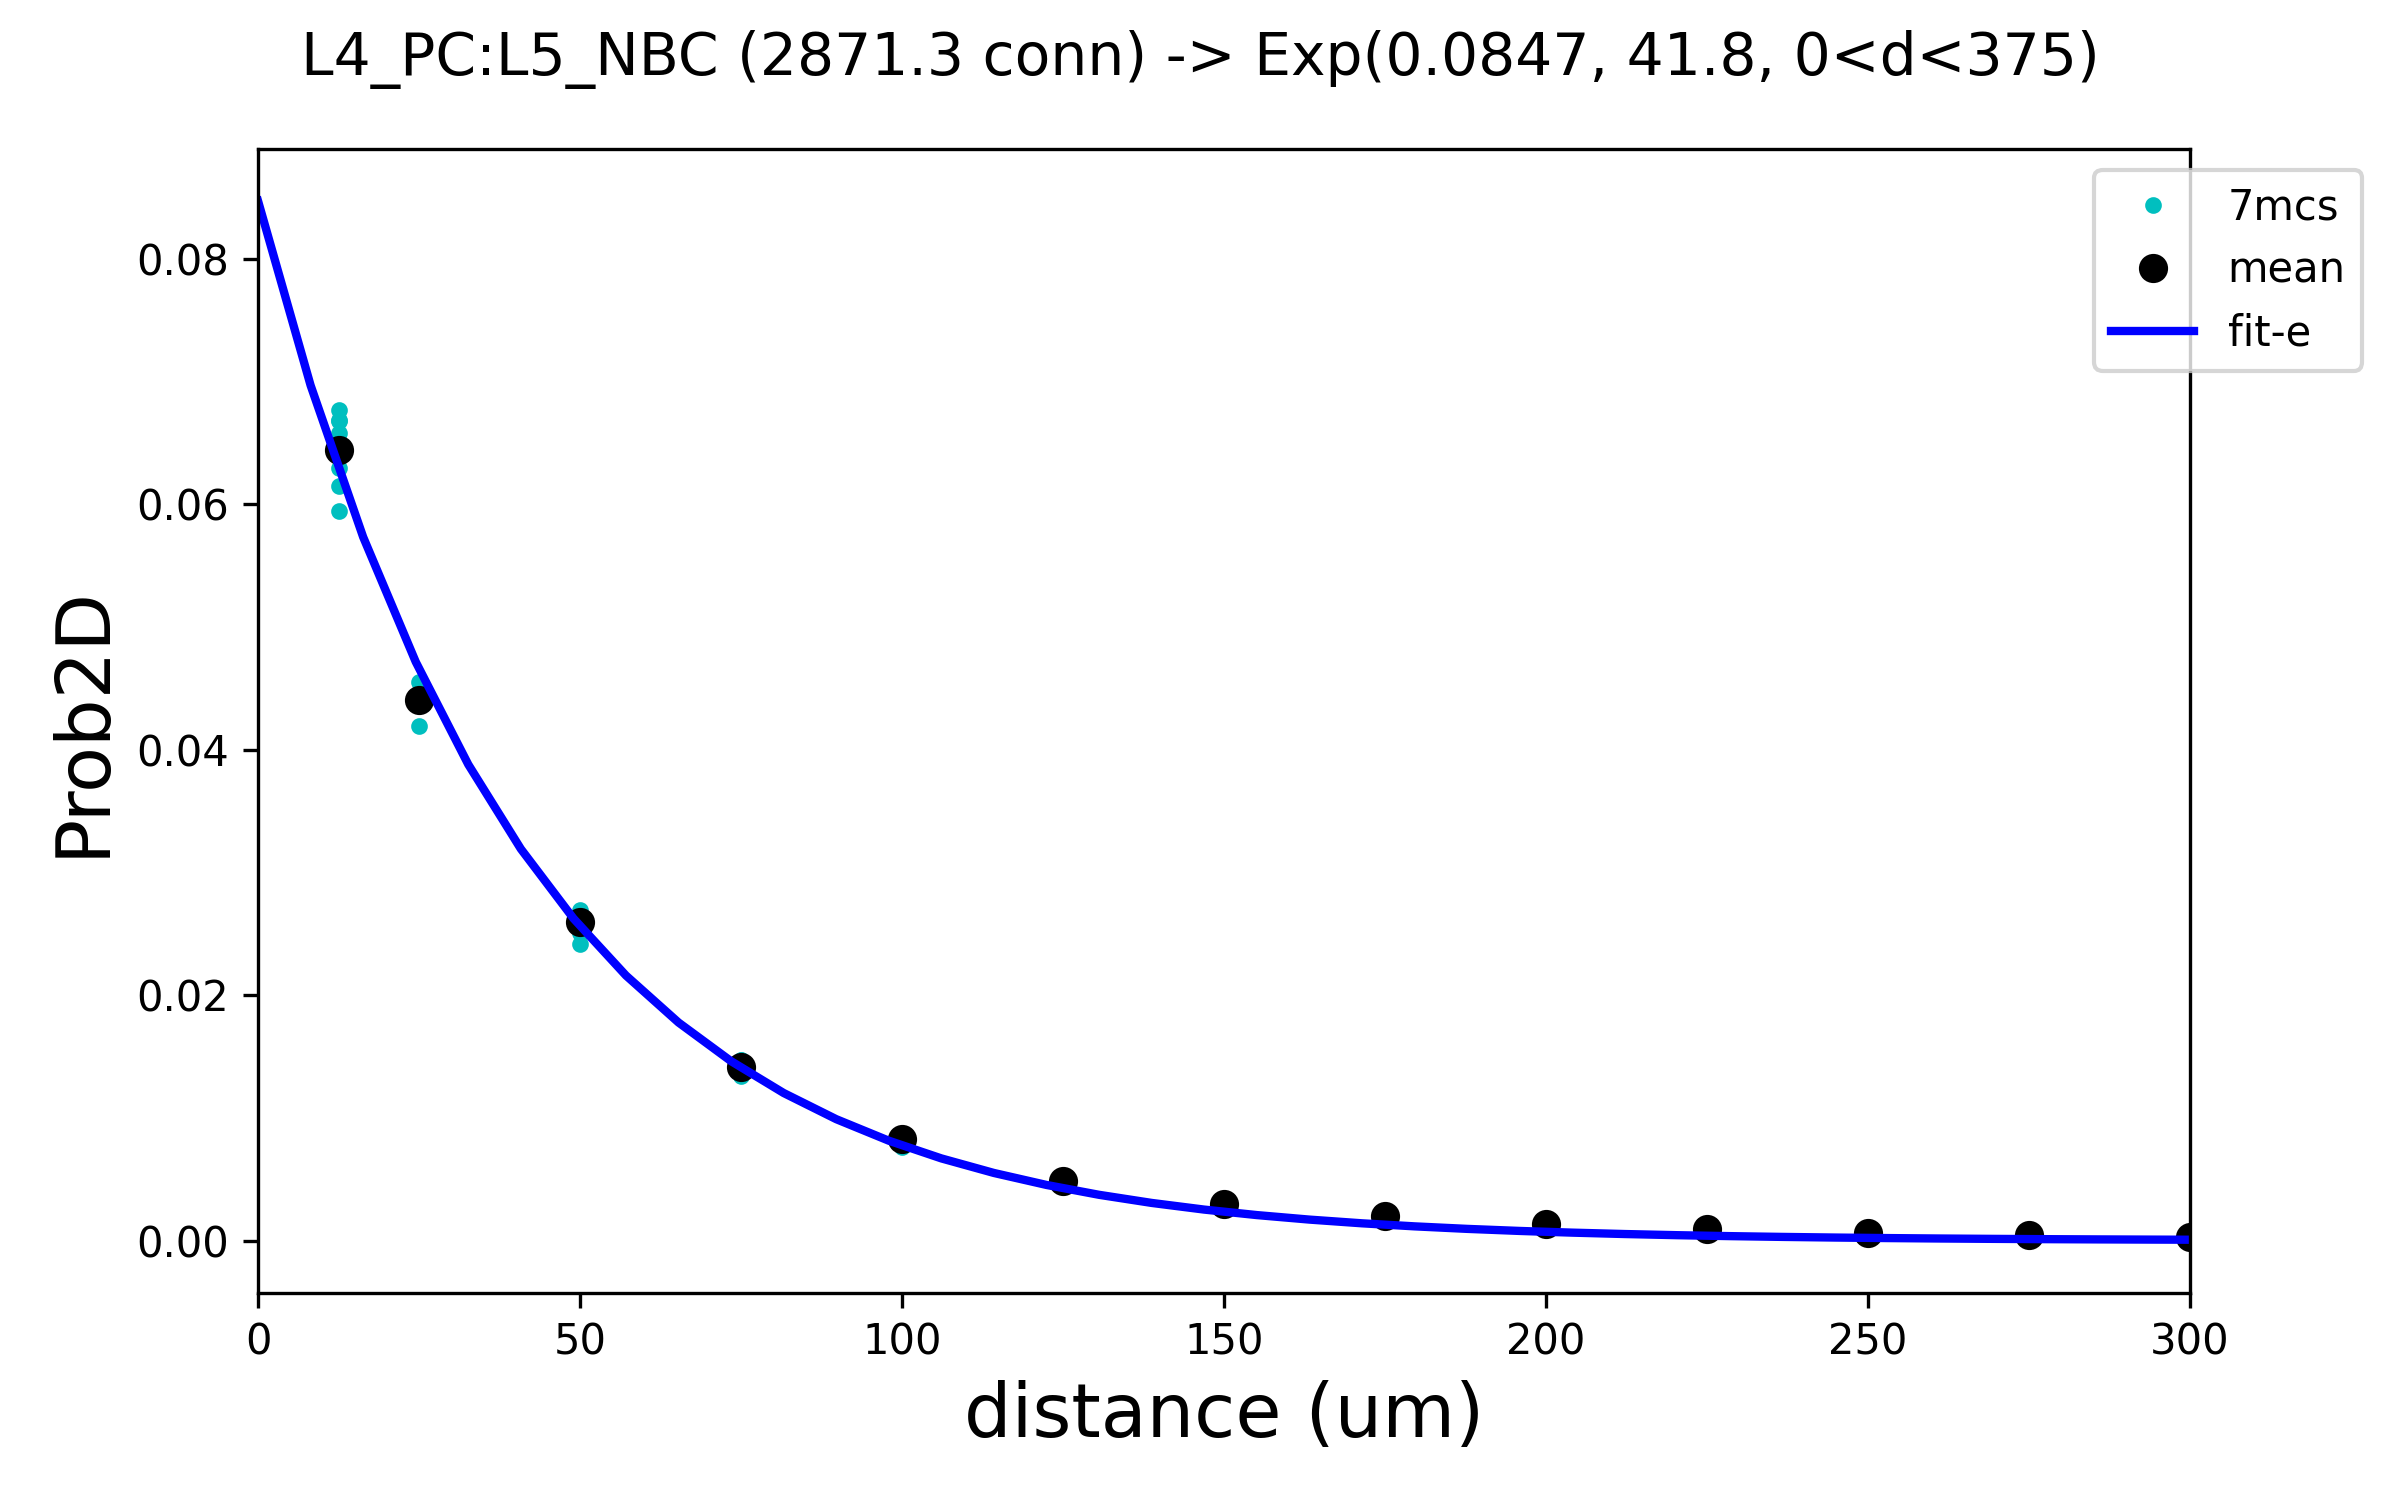 L4_PC:L5_NBC (2871.3 conn) -> Exp(0.0847, 41.8, 0<d<375)
7mcs
mean
fit-e
Prob2D
0.08
0.06
0.04
0.02
0.00
0 50 100 150 200 250 300
distance (um)